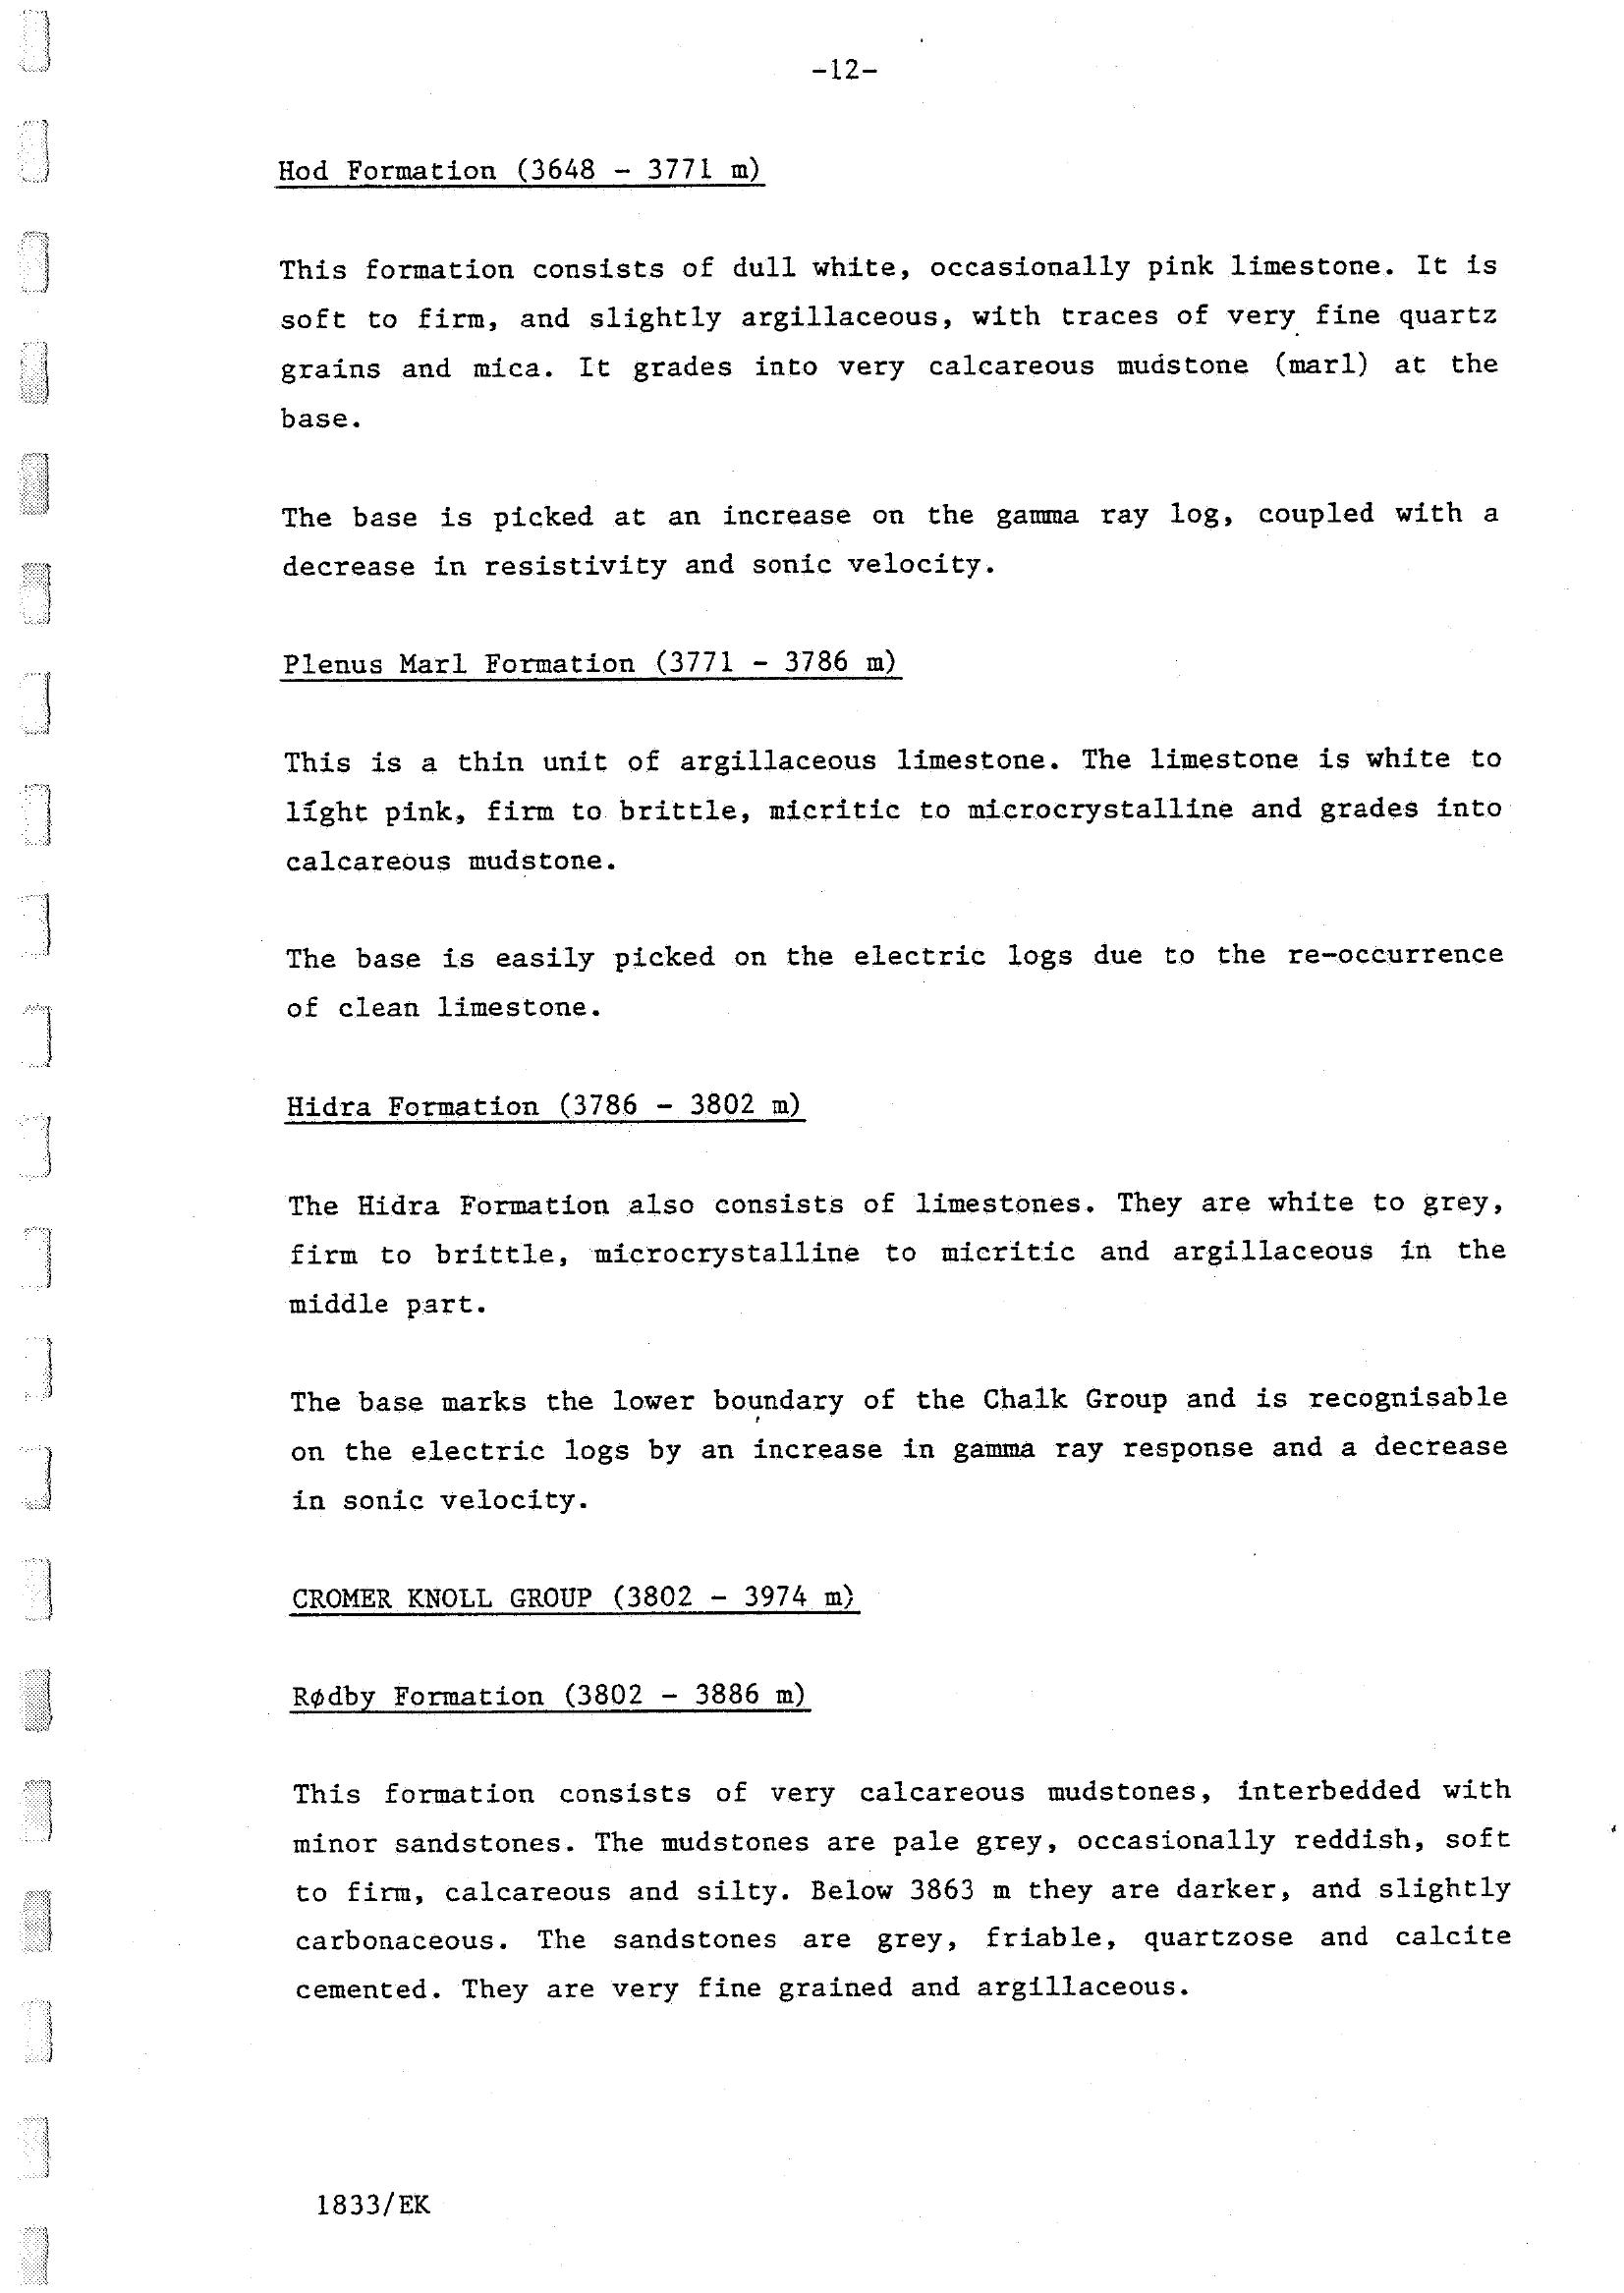 -12-
Hod Formation (3648 - 3771 m)
This formation consists of dull white, occasionally pink limestone. It is
soft to firm, and slightly argillaceous, with traces of very fine quartz
grains and mica. It grades into very calcareous mudstone (marl) at the
base.
The base is picked at an increase on the gamma ray log, coupled with a
decrease in resistivity and sonic velocity.
Plenus Marl Formation (3771 - 3786 m)
This is a thin unit of argillaceous limestone. The limestone is white to
light pink, firm to brittle, micritic to microcrystalline and grades into
calcareous mudstone.
The base is easily picked on the electric logs due to the re-occurrence
of clean limestone.
Hidra Formation (3786 - 3802 m)
The Hidra Formation also consists of limestones. They are white to grey,
firm to brittle, microcrystalline to micritic and argillaceous in the
middle part.
The base marks the lower boundary of the Chalk Group and is recognisable
on the electric logs by an increase in gamma ray response and a decrease
in sonic velocity.
CROMER KNOLL GROUP (3802 - 3974 m)
Rødby Formation (3802 - 3886 m)
This formation consists of very calcareous mudstones, interbedded with
minor sandstones. The mudstones are pale grey, occasionally reddish, soft
to firm, calcareous and silty. Below 3863 m they are darker, and slightly
carbonaceous. The sandstones are grey, friable, quartzose and calcite
cemented. They are very fine grained and argillaceous.
1833/EK